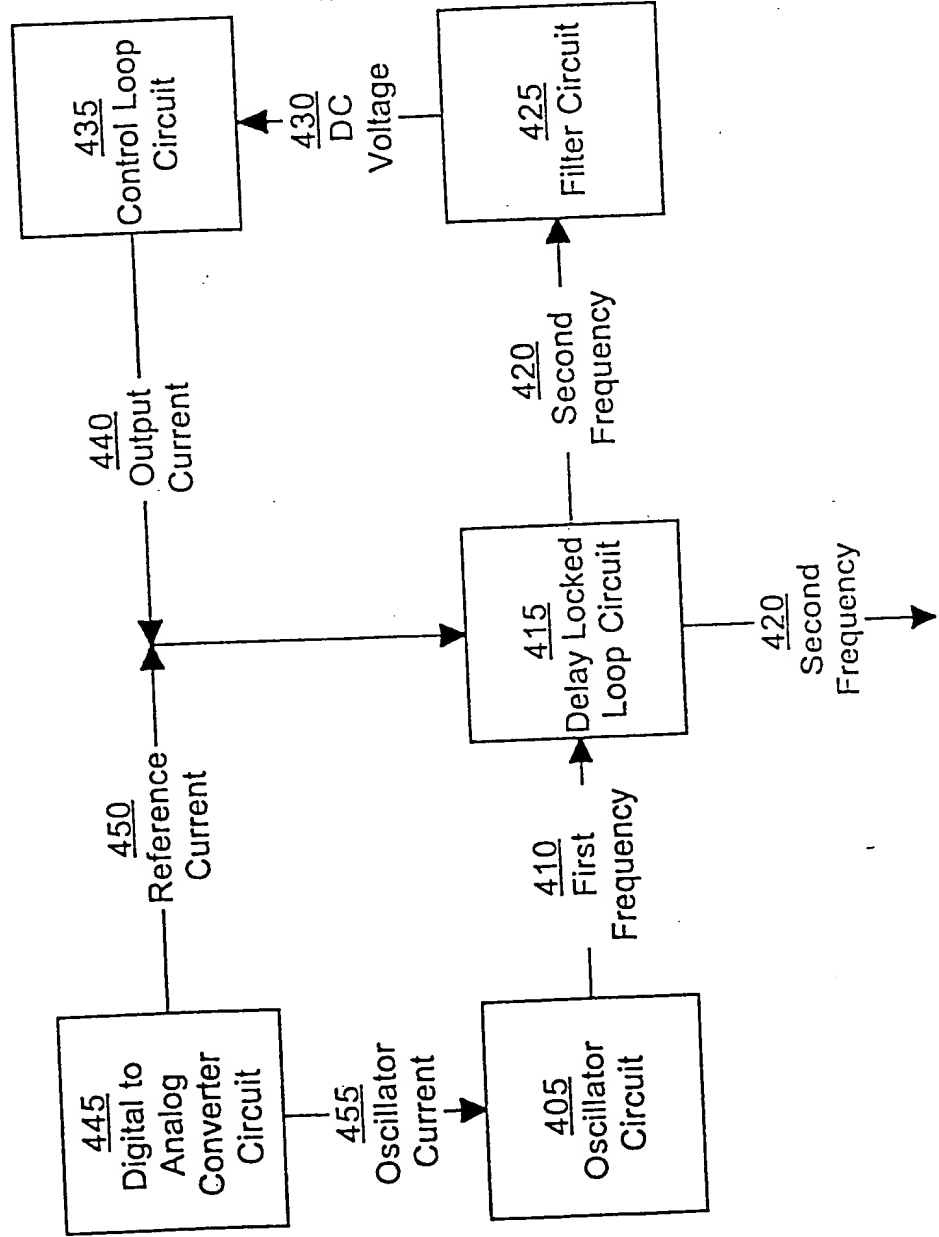 445
Digital to
Analog
Converter
Circuit
450
Reference
Current
440
Output
Current
435
Control Loop
Circuit
455
Oscillator
Current
430
DC
Voltage
405
Oscillator
Circuit
410
First
Frequency
415
Delay Locked
Loop Circuit
420
Second
Frequency
425
Filter Circuit
420
Second
Frequency